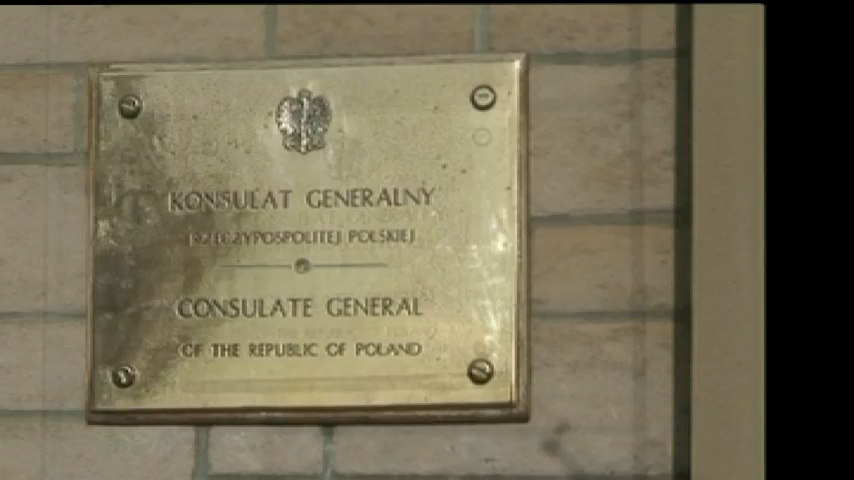 KONSULAT GENERALNY
RZECZYPOSPOLITEJ POLSKIEJ
CONSULATE GENERAL
OF THE REPUBLIC OF POLAND